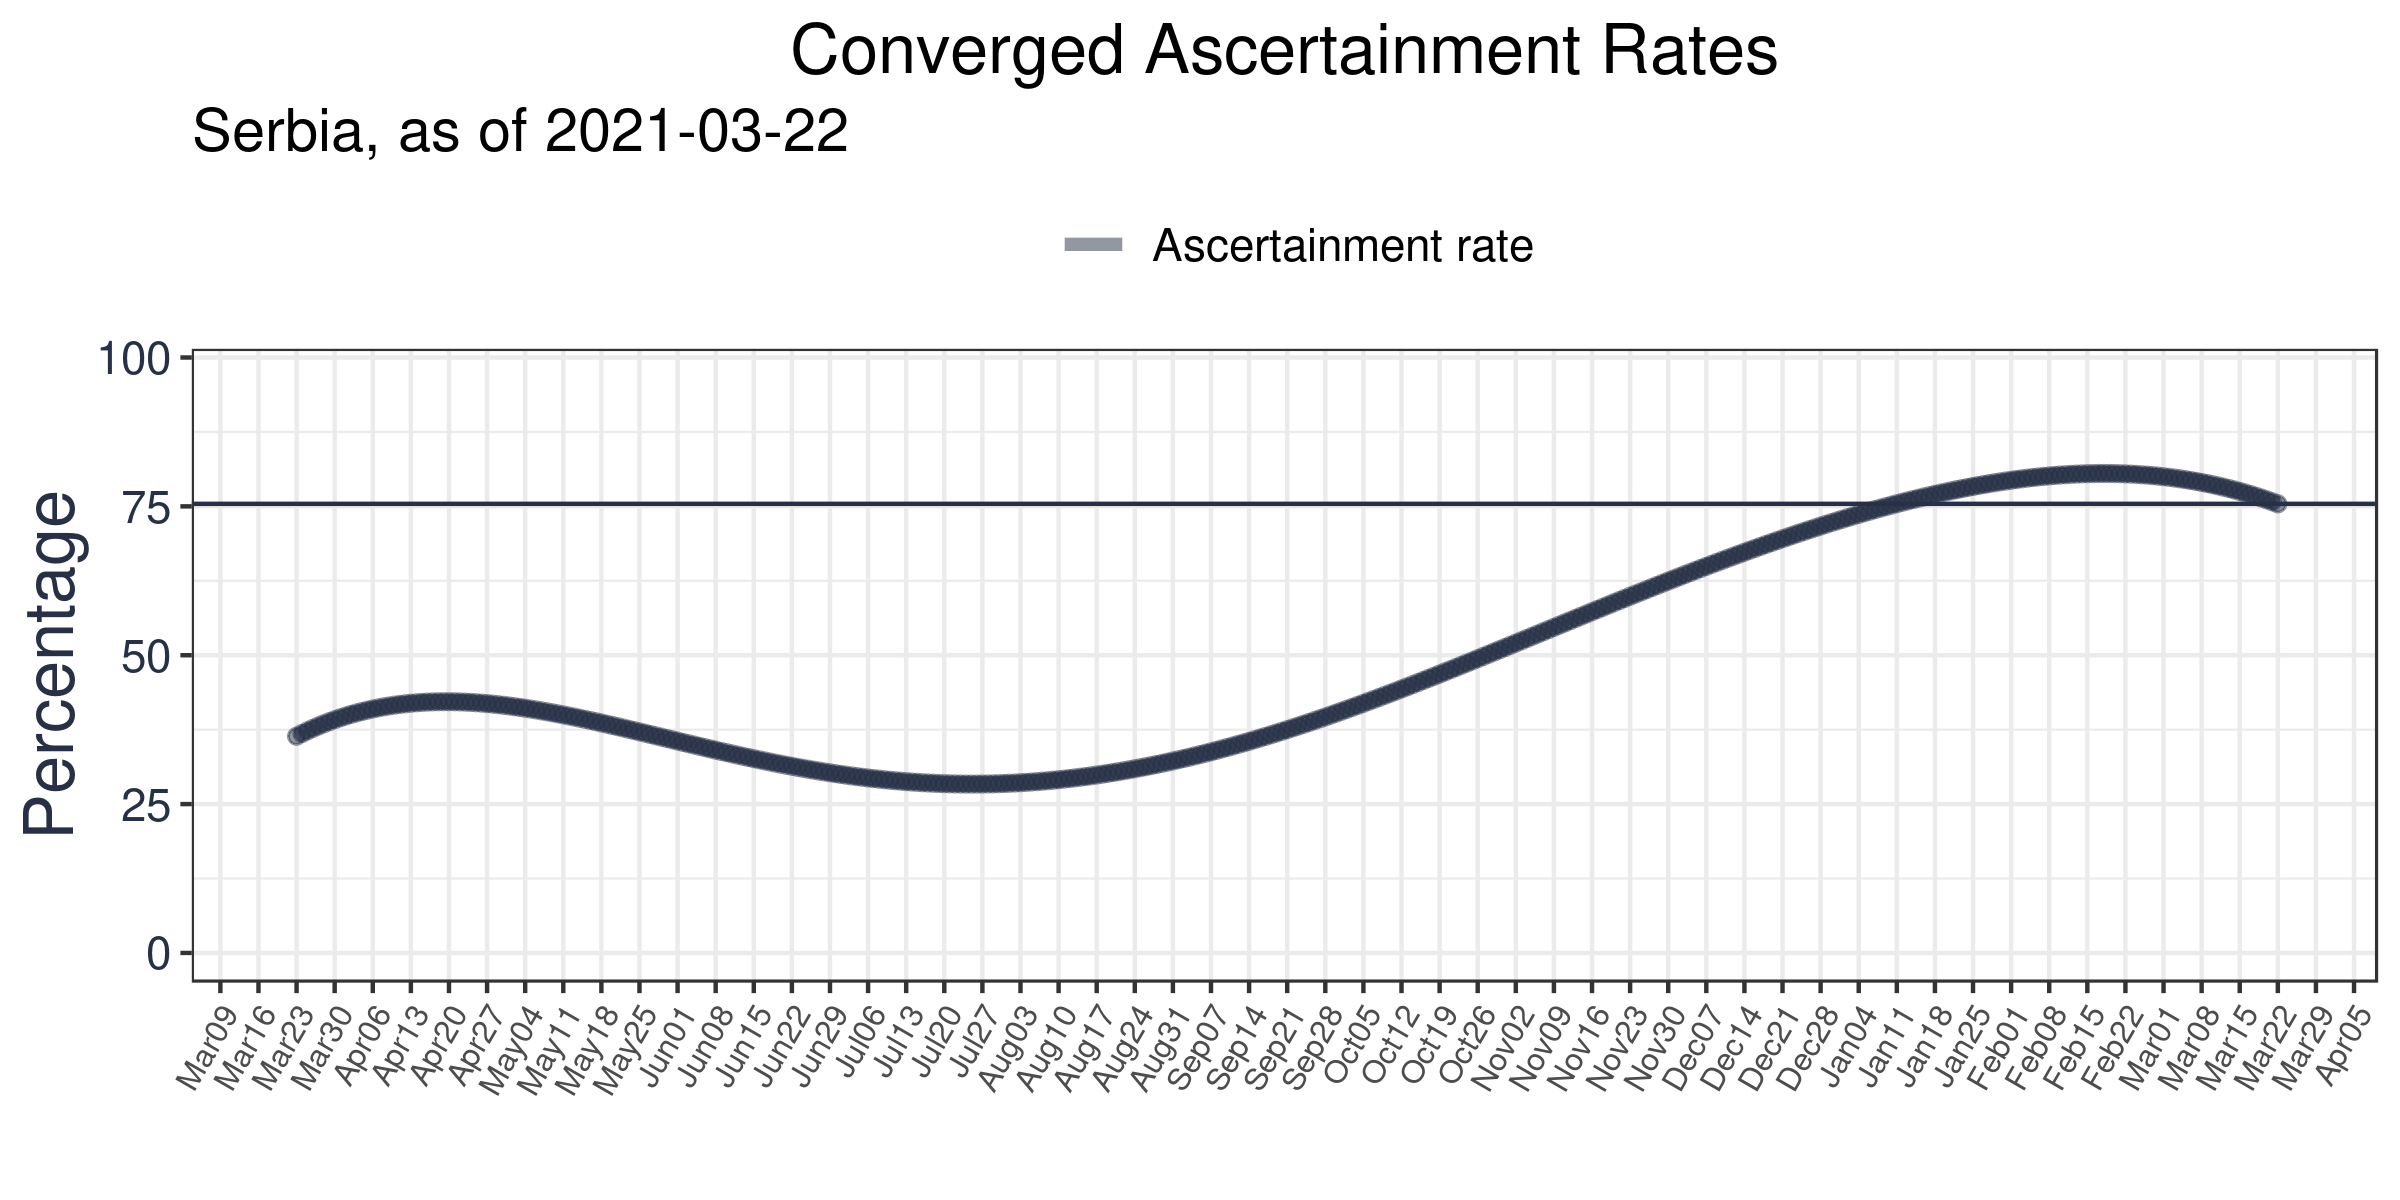 Converged Ascertainment Rates
Serbia, as of 2021-03-22
Ascertainment rate
Percentage
100
75
50
25
0
Mar09 Mar16 Mar23 Mar30 Apr06 Apr13 Apr20 Apr27 May04 May11 May18 May25 Jun01 Jun08 Jun15 Jun22 Jun29 Jul06 Jul13 Jul20 Jul27 Aug03 Aug10 Aug17 Aug24 Aug31 Sep07 Sep14 Sep21 Sep28 Oct05 Oct12 Oct19 Oct26 Nov02 Nov09 Nov16 Nov23 Nov30 Dec07 Dec14 Dec21 Dec28 Jan04 Jan11 Jan18 Jan25 Feb01 Feb08 Feb15 Feb22 Mar01 Mar08 Mar15 Mar22 Mar29 Apr05